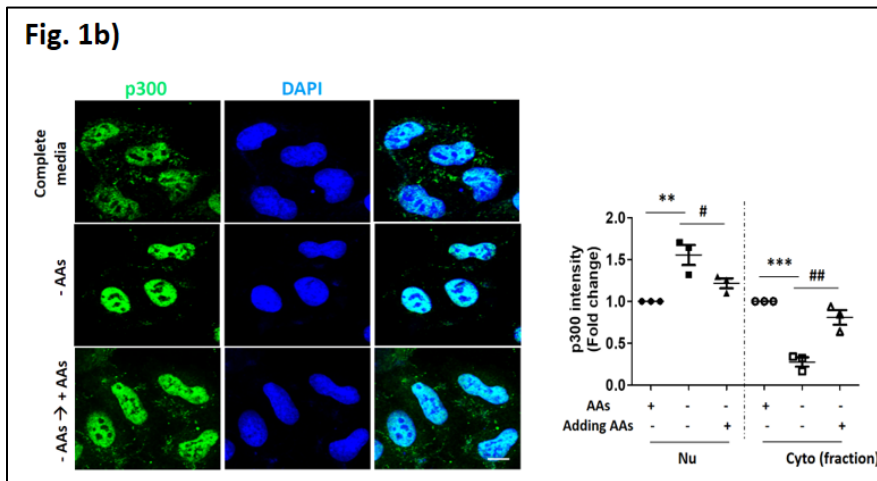 Fig. 1b)
p300 DAPI
Complete media
- AAs
- AAs → + AAs
p300 intensity
(Fold change)
2.0
1.5
1.0
0.5
0.0
** # *** ##
AAs + - - + - -
Adding AAs - - + - - +
Nu Cyto (fraction)